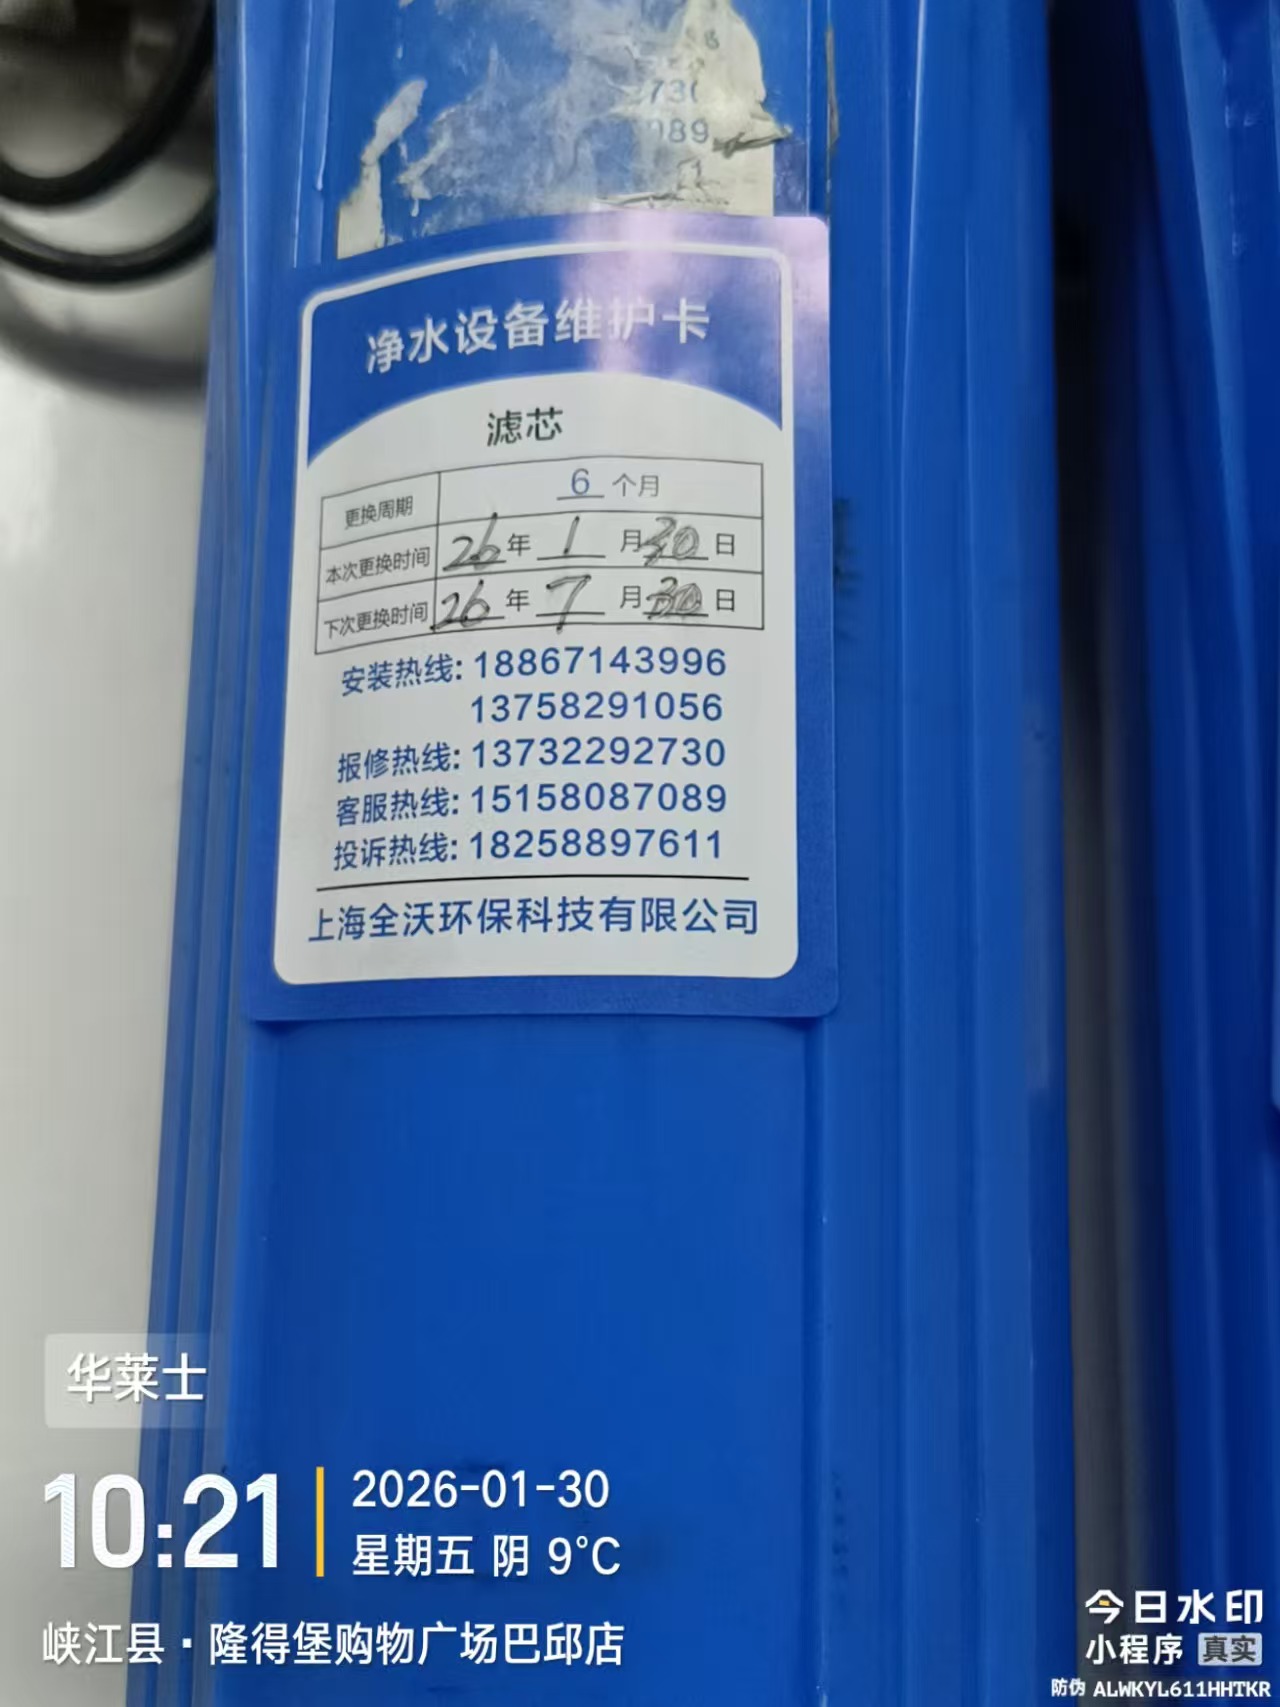 730
089
净水设备维护卡
滤芯
更换周期 6 个月
本次更换时间 26 年 1 月 30 日
下次更换时间 26 年 7 月 30 日
安装热线: 18867143996
13758291056
报修热线: 13732292730
客服热线: 15158087089
投诉热线: 18258897611
上海全沃环保科技有限公司
华莱士
10:21
2026-01-30
星期五 阴 9°C
峡江县·隆得堡购物广场巴邱店
今日水印
小程序 真实
防伪 ALWKYL611HHTKR